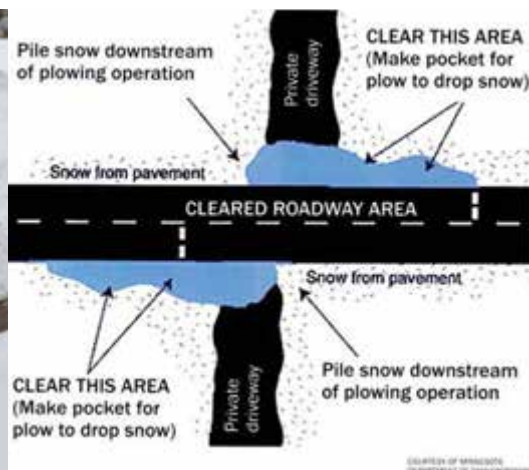 Pile snow downstream
of plowing operation
CLEAR THIS AREA
(Make pocket for
plow to drop snow)
Private
driveway
Snow from pavement
CLEARED ROADWAY AREA
Snow from pavement
CLEAR THIS AREA
(Make pocket for
plow to drop snow)
Private
driveway
Pile snow downstream
of plowing operation
COURTESY OF MINNESOTA